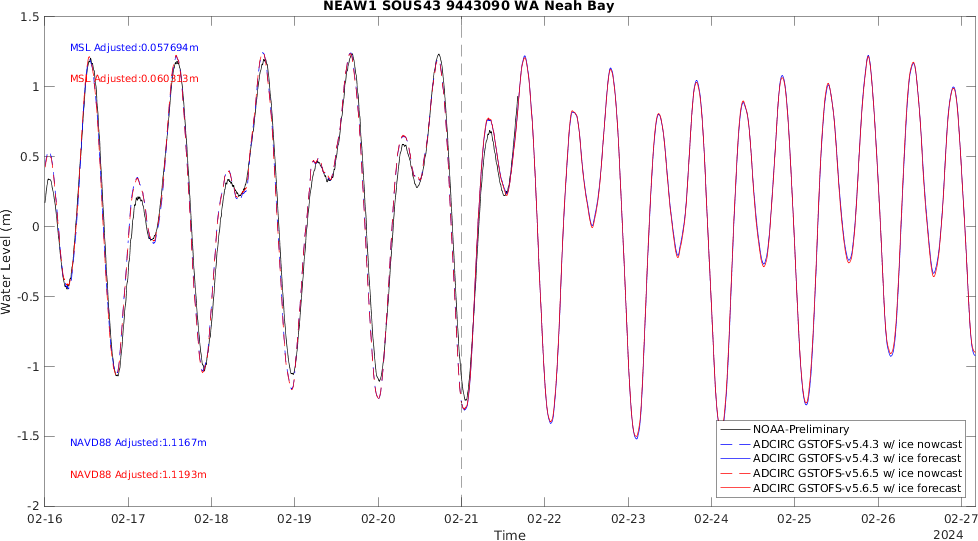 NEAW1 SOUS43 9443090 WA Neah Bay
MSL Adjusted:0.057694m
MSL Adjusted:0.060313m
NAVD88 Adjusted:1.1167m
NAVD88 Adjusted:1.1193m
Water Level (m)
1.5
1
0.5
0
-0.5
-1
-1.5
-2
NOAA-Preliminary
ADCIRC GSTOFS-v5.4.3 w/ ice nowcast
ADCIRC GSTOFS-v5.4.3 w/ ice forecast
ADCIRC GSTOFS-v5.6.5 w/ ice nowcast
ADCIRC GSTOFS-v5.6.5 w/ ice forecast
02-16 02-17 02-18 02-19 02-20 02-21 02-22 02-23 02-24 02-25 02-26 02-27
Time
2024